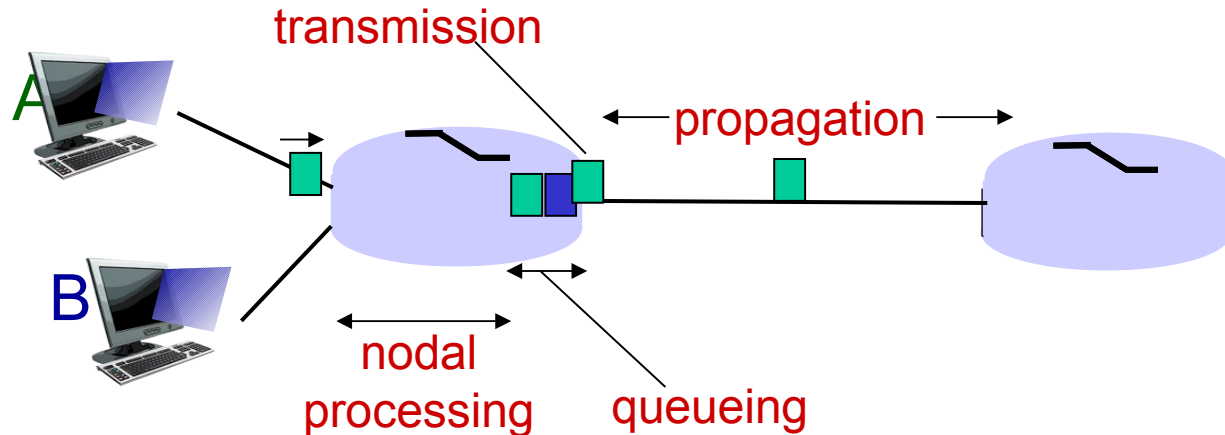 transmission
A
propagation
B
nodal
processing
queueing